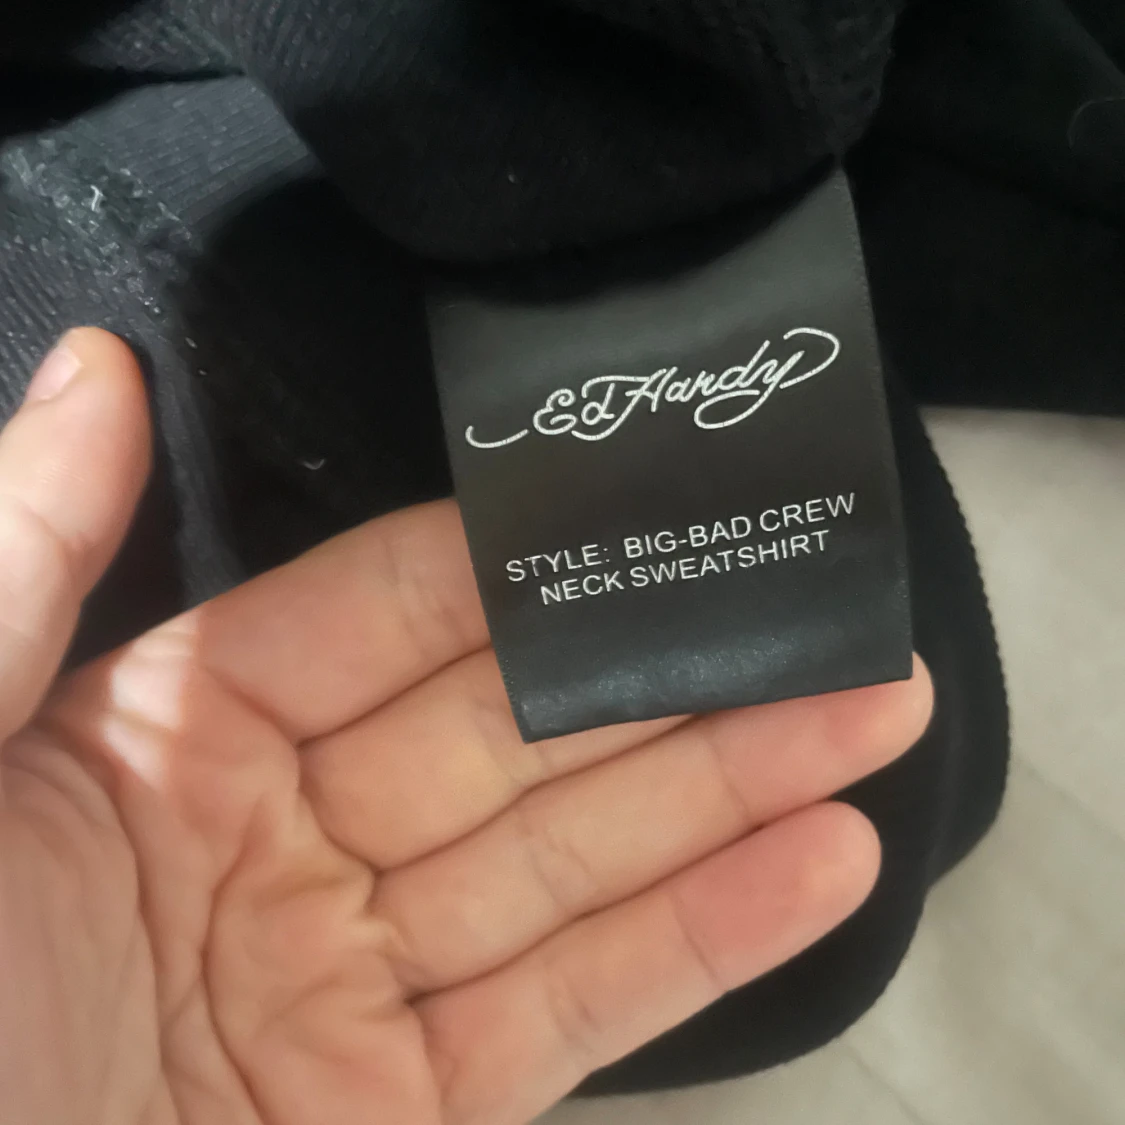 Ed Hardy
STYLE: BIG-BAD CREW
NECK SWEATSHIRT